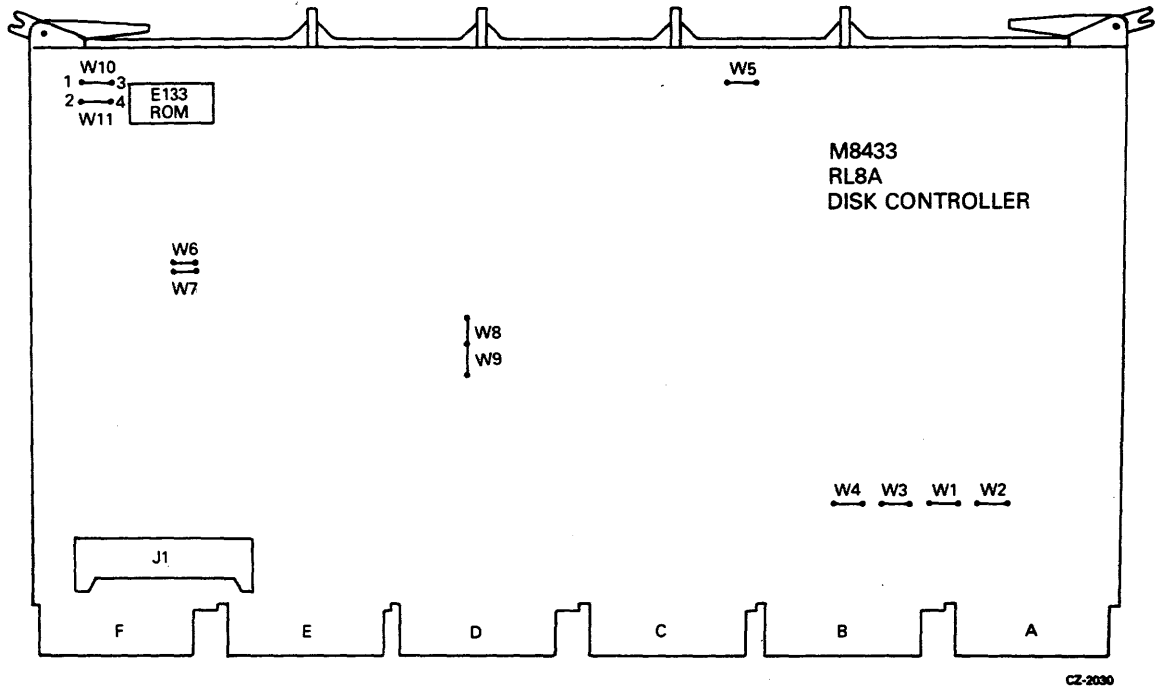 W10
1 3
2 4
W11
E133
ROM
W5
M8433
RL8A
DISK CONTROLLER
W6
W7
W8
W9
W4 W3 W1 W2
J1
F E D C B A
CZ-2030